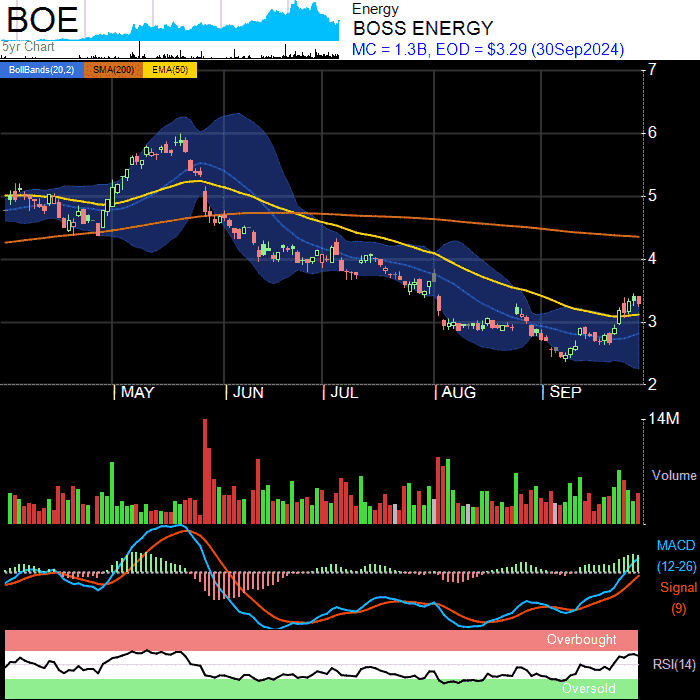 BOE
5yr Chart
Energy
BOSS ENERGY
MC = 1.3B, EOD = $3.29 (30Sep2024)
BollBands(20,2) SMA(200) EMA(50)
7
6
5
4
3
2
MAY JUN JUL AUG SEP
14M
Volume
MACD
(12-26)
Signal
(9)
Overbought
RSI(14)
Oversold